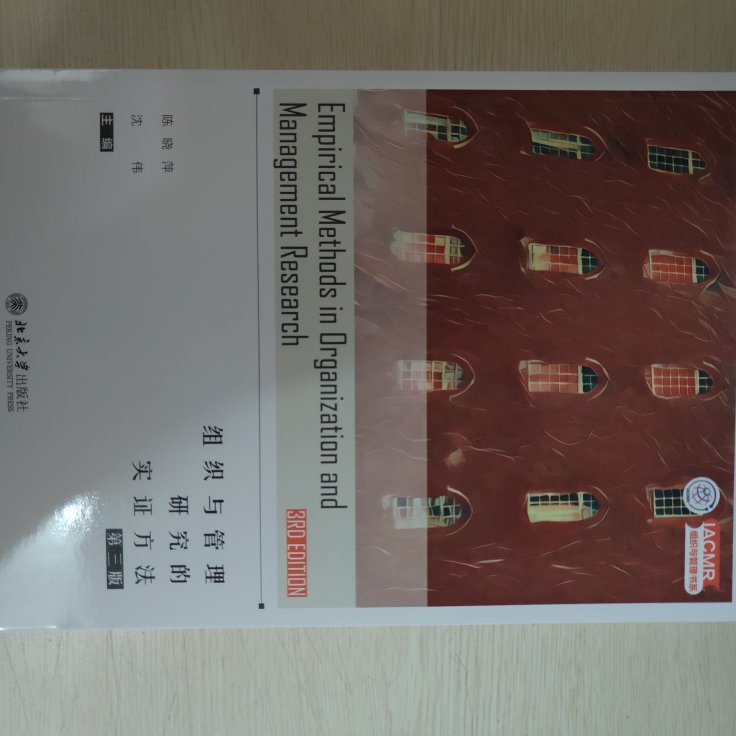 IACMR
组织与管理书系
Empirical Methods in Organization and
Management Research
3RD EDITION
组织与管理
研究的
实证方法
第三版
陈晓萍
沈伟
主编
北京大学出版社
PEKING UNIVERSITY PRESS